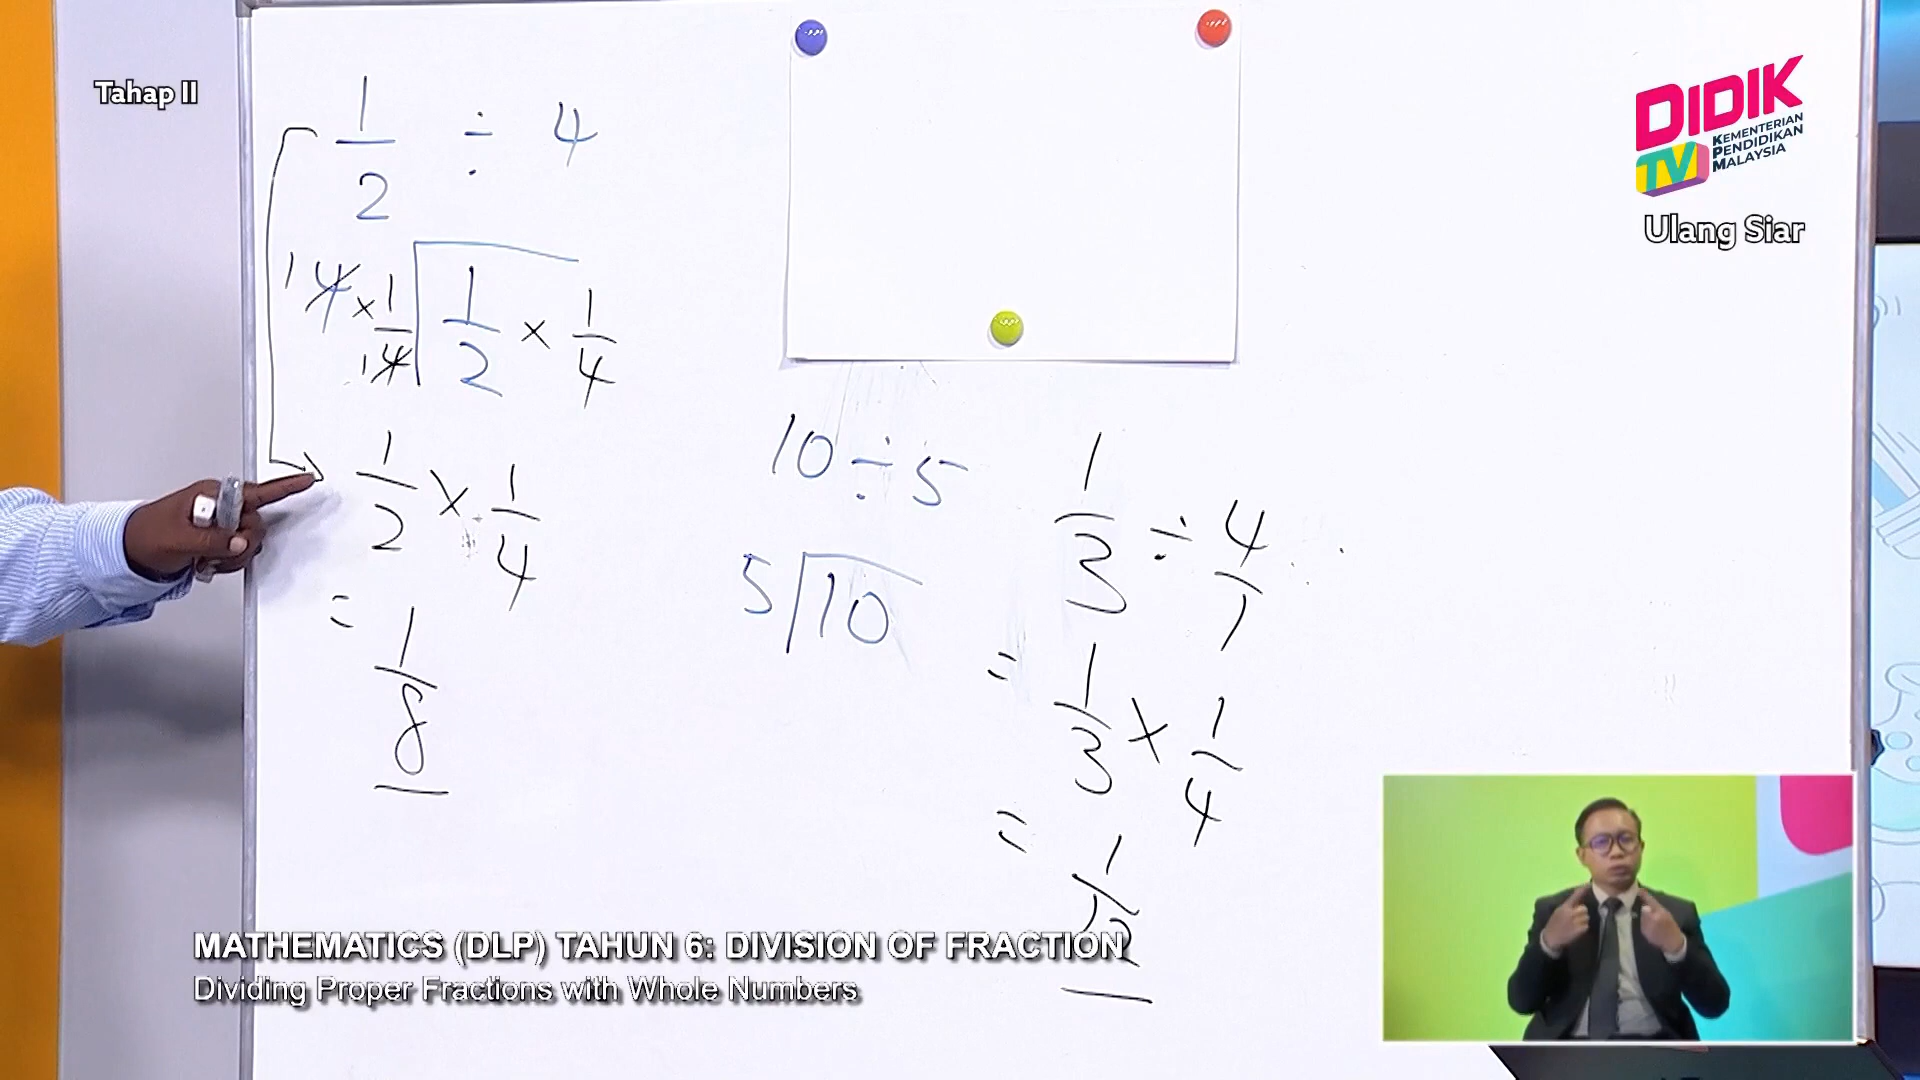 Tahap II
DIDIK
TV
KEMENTERIAN
PENDIDIKAN
MALAYSIA
Ulang Siar
1/2 ÷ 4
1 4 × 1/4 1 1/2 × 1/4
1/2 × 1/4
= 1/8
10 ÷ 5
5 10
1/3 ÷ 4/1
= 1/3 × 1/4
= 1/12
MATHEMATICS (DLP) TAHUN 6: DIVISION OF FRACTION
Dividing Proper Fractions with Whole Numbers